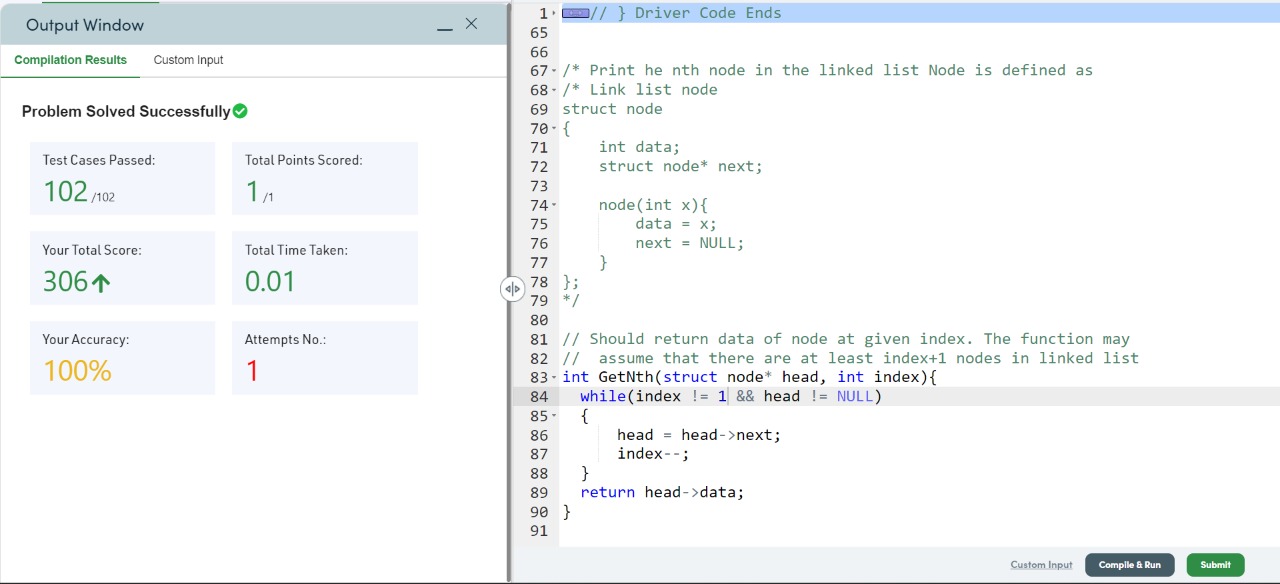 Output Window
Compilation Results Custom Input
Problem Solved Successfully
Test Cases Passed:
102 /102
Total Points Scored:
1 /1
Your Total Score:
306
Total Time Taken:
0.01
Your Accuracy:
100%
Attempts No.:
1
1 // } Driver Code Ends
65
66
67 /* Print he nth node in the linked list Node is defined as
68 /* Link list node
69 struct node
70 {
71     int data;
72     struct node* next;
73
74     node(int x){
75         data = x;
76         next = NULL;
77     }
78 };
79 */
80
81 // Should return data of node at given index. The function may
82 //  assume that there are at least index+1 nodes in linked list
83 int GetNth(struct node* head, int index){
84   while(index != 1 && head != NULL)
85   {
86       head = head->next;
87       index--;
88   }
89   return head->data;
90 }
91
Custom Input Compile & Run Submit